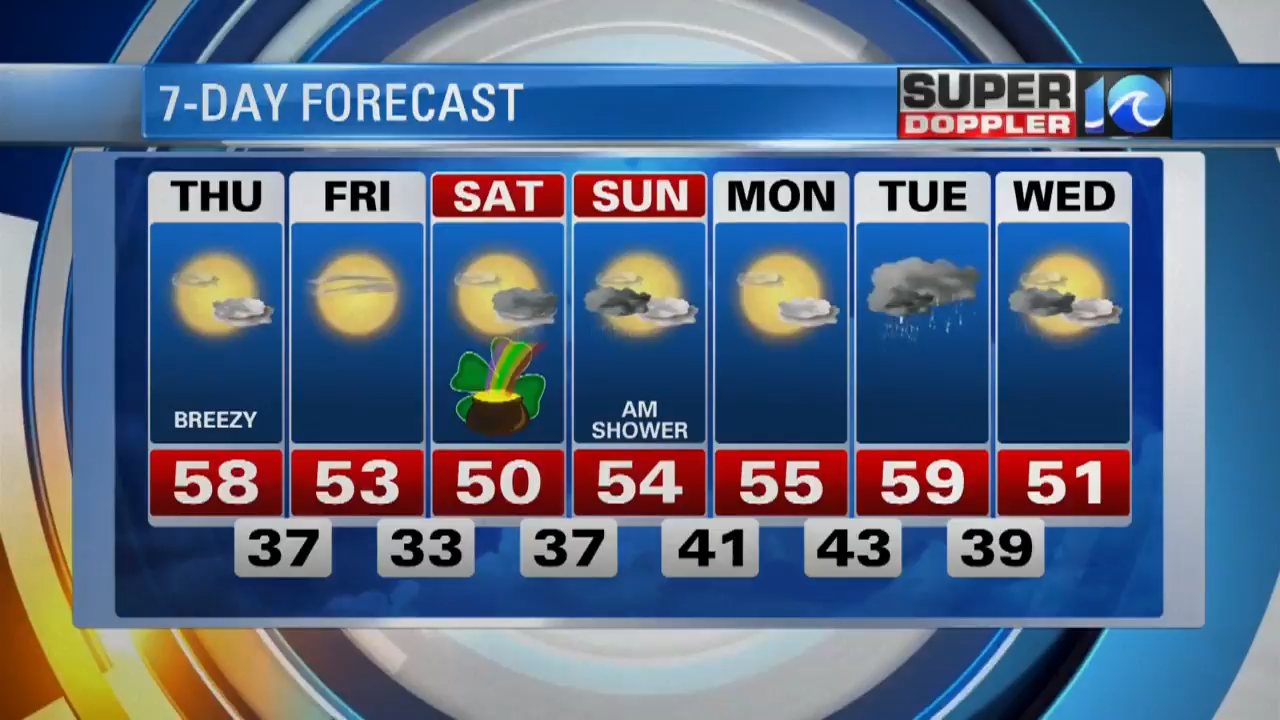 7-DAY FORECAST
SUPER
DOPPLER 10
THU FRI SAT SUN MON TUE WED
BREEZY
AM
SHOWER
58 53 50 54 55 59 51
37 33 37 41 43 39